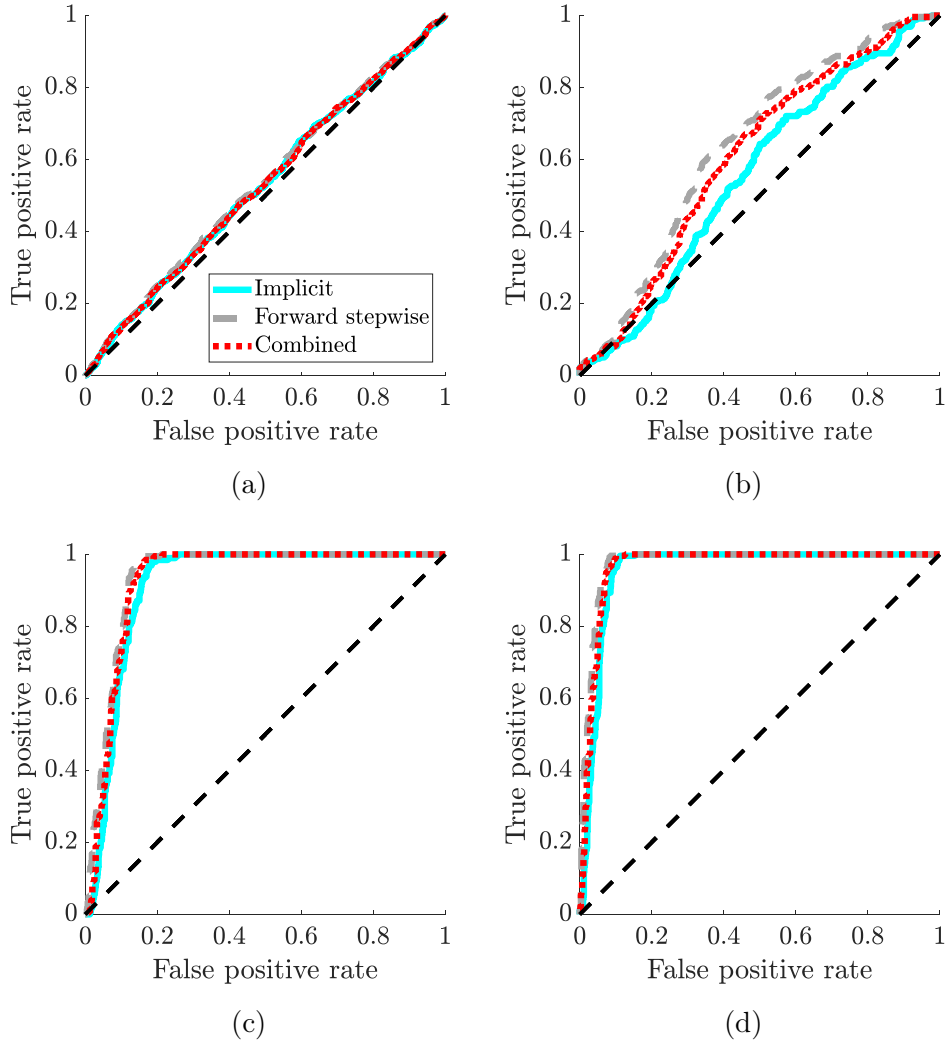 True positive rate
1
0.8
0.6
0.4
0.2
0
Implicit
Forward stepwise
Combined
0 0.2 0.4 0.6 0.8 1
False positive rate
(a)
True positive rate
1
0.8
0.6
0.4
0.2
0
0 0.2 0.4 0.6 0.8 1
False positive rate
(b)
True positive rate
1
0.8
0.6
0.4
0.2
0
0 0.2 0.4 0.6 0.8 1
False positive rate
(c)
True positive rate
1
0.8
0.6
0.4
0.2
0
0 0.2 0.4 0.6 0.8 1
False positive rate
(d)